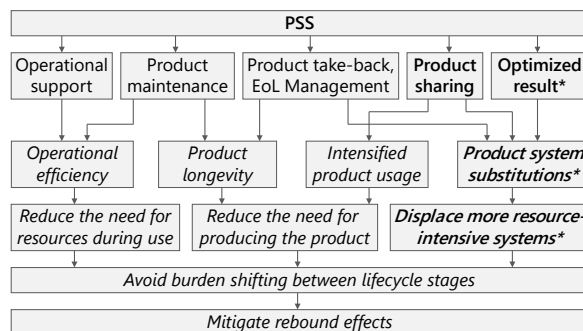 PSS
Operational
support
Product
maintenance
Product take-back,
EoL Management
Product
sharing
Optimized
result*
Operational
efficiency
Product
longevity
Intensified
product usage
Product system
substitutions*
Reduce the need for
resources during use
Reduce the need for
producing the product
Displace more resource-
intensive systems*
Avoid burden shifting between lifecycle stages
Mitigate rebound effects